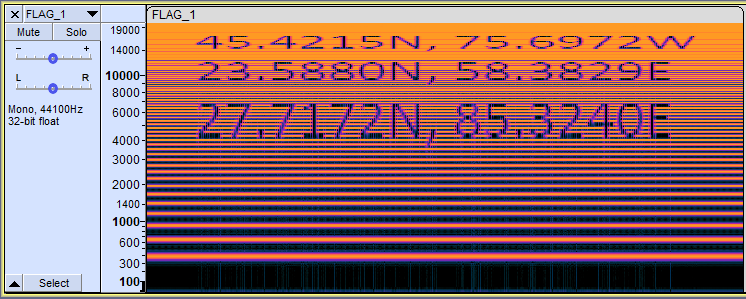 FLAG_1
FLAG_1
Mute Solo
- +
L R
Mono, 44100Hz
32-bit float
Select
19000
14000
10000
8000
6000
4000
3000
2000
1400
1000
600
300
100
45.4215N, 75.6972W
23.5880N, 58.3829E
27.7172N, 85.3240E